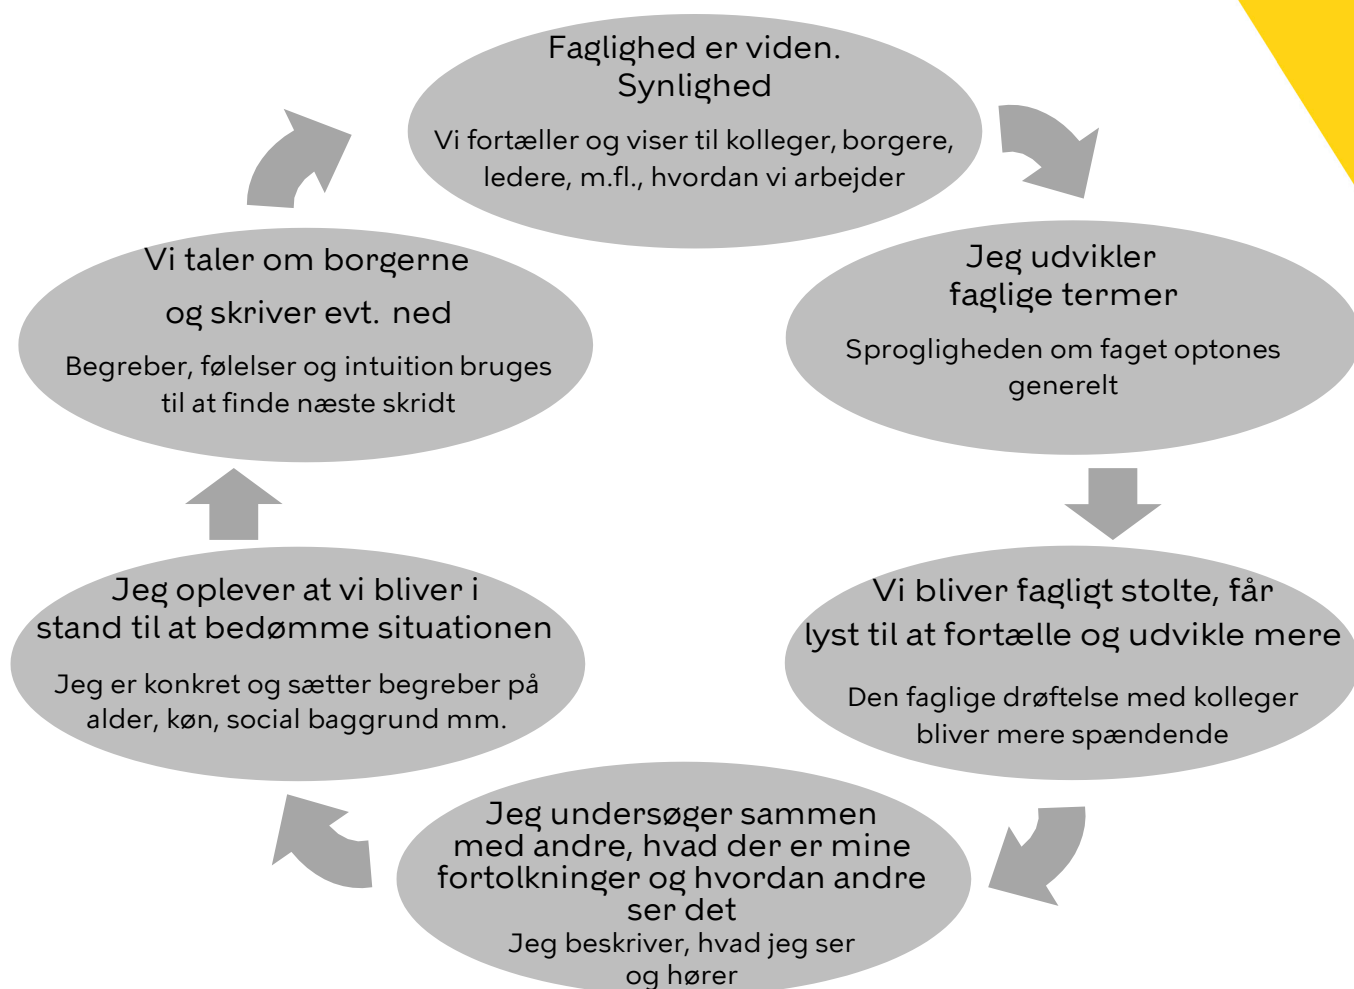 Faglighed er viden.
Synlighed
Vi fortæller og viser til kolleger, borgere,
ledere, m.fl., hvordan vi arbejder
Jeg udvikler
faglige termer
Sprogligheden om faget optones
generelt
Vi bliver fagligt stolte, får
lyst til at fortælle og udvikle mere
Den faglige drøftelse med kolleger
bliver mere spændende
Jeg undersøger sammen
med andre, hvad der er mine
fortolkninger og hvordan andre
ser det
Jeg beskriver, hvad jeg ser
og hører
Jeg oplever at vi bliver i
stand til at bedømme situationen
Jeg er konkret og sætter begreber på
alder, køn, social baggrund mm.
Vi taler om borgerne
og skriver evt. ned
Begreber, følelser og intuition bruges
til at finde næste skridt